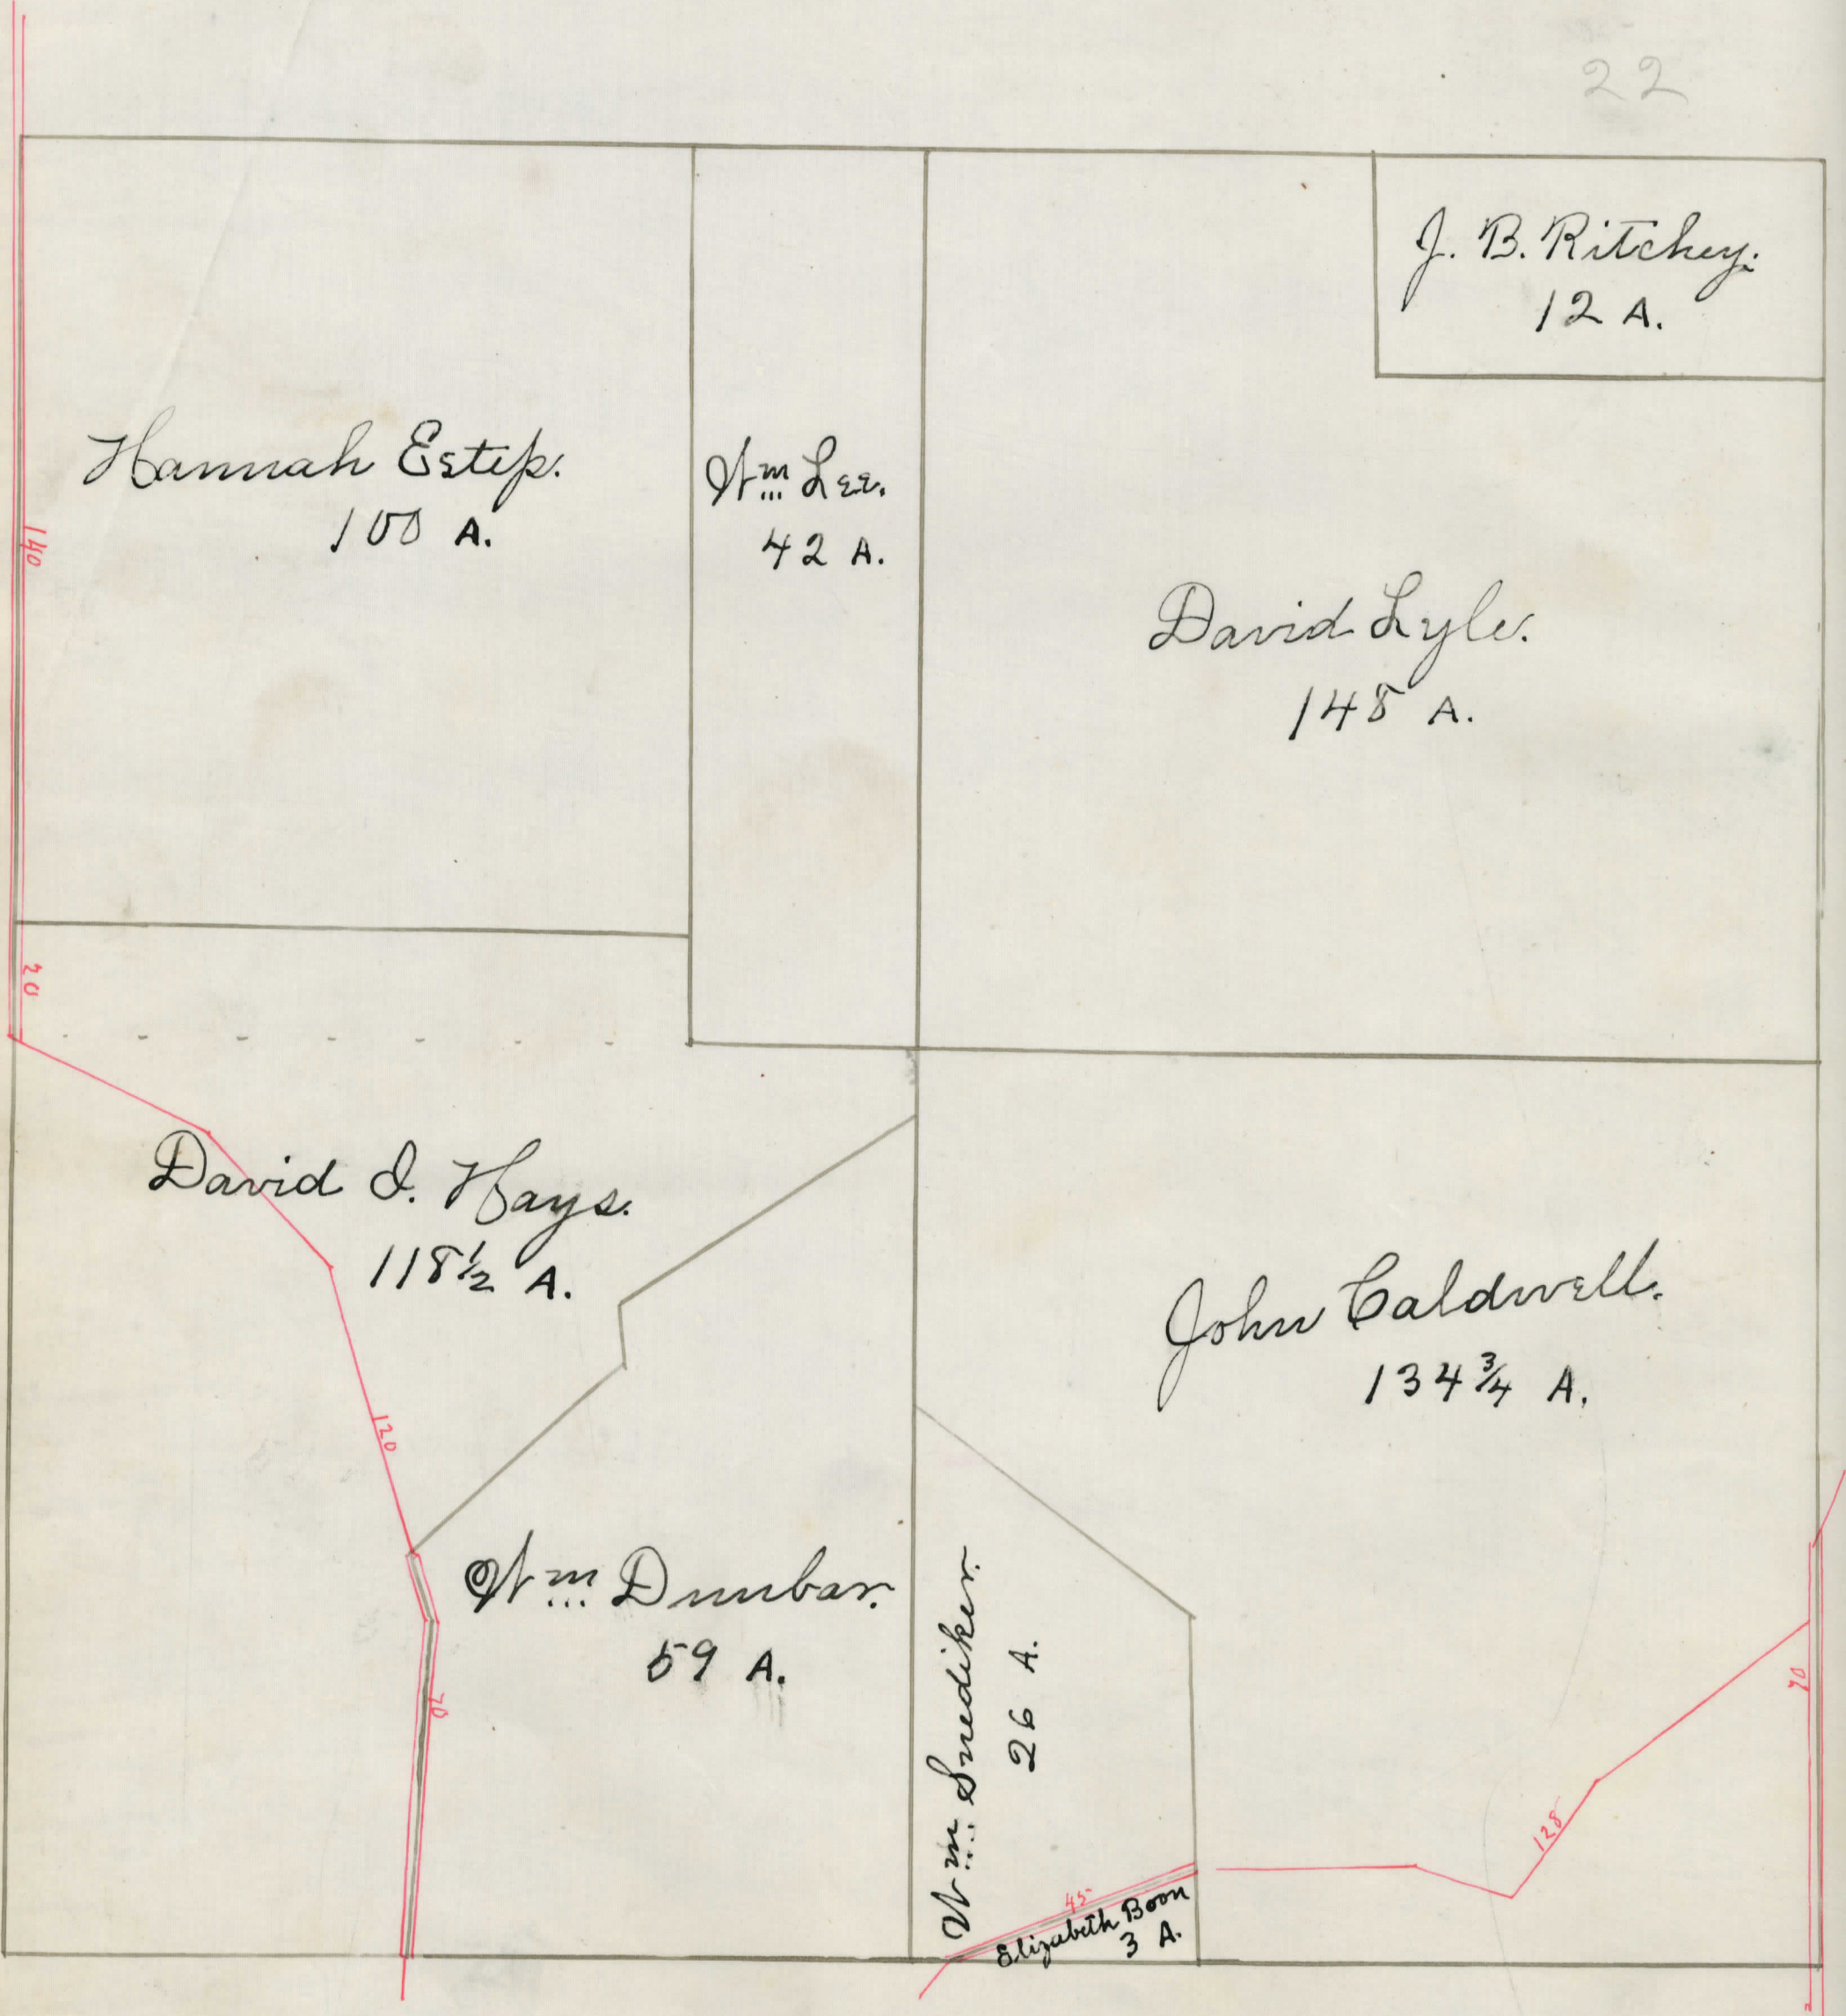 22
J. B. Ritchey.
12 A.
Hannah Estep.
100 A.
Wm Lee.
42 A.
David Lyle.
148 A.
140
20
David I. Hays.
118½ A.
John Caldwell.
134¾ A.
120
Wm Dunbar.
59 A.
70
Wm Snediker.
26 A.
70
128
45
Elizabeth Boon
3 A.